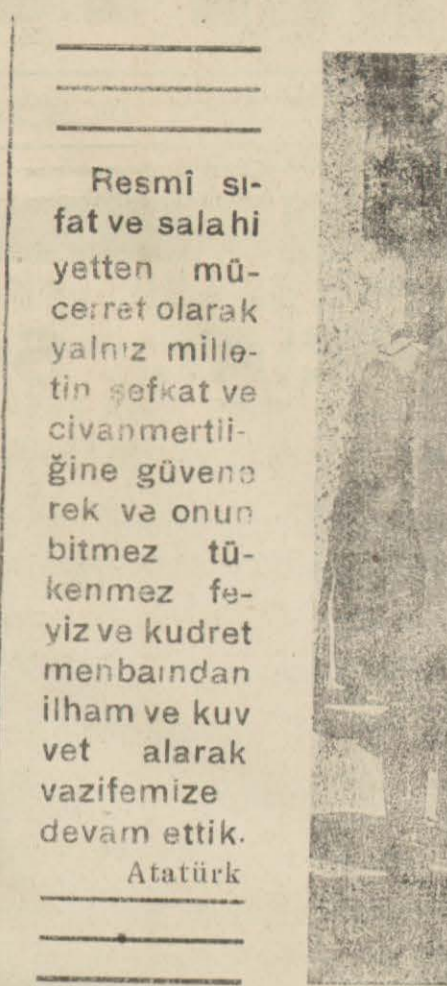 Resmî sı-
fat ve salahi
yetten mü-
cerret olarak
yalnız mille-
tin şefkat ve
civanmertli-
ğine güvene
rek ve onun
bitmez tü-
kenmez fe-
yiz ve kudret
menbaından
ilham ve kuv
vet alarak
vazifemize
devam ettik.
Atatürk